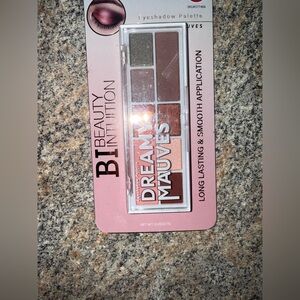 Eyeshadow Palette
BI BEAUTY
INTUITION
DREAMY
MAUVES
LONG LASTING & SMOOTH APPLICATION